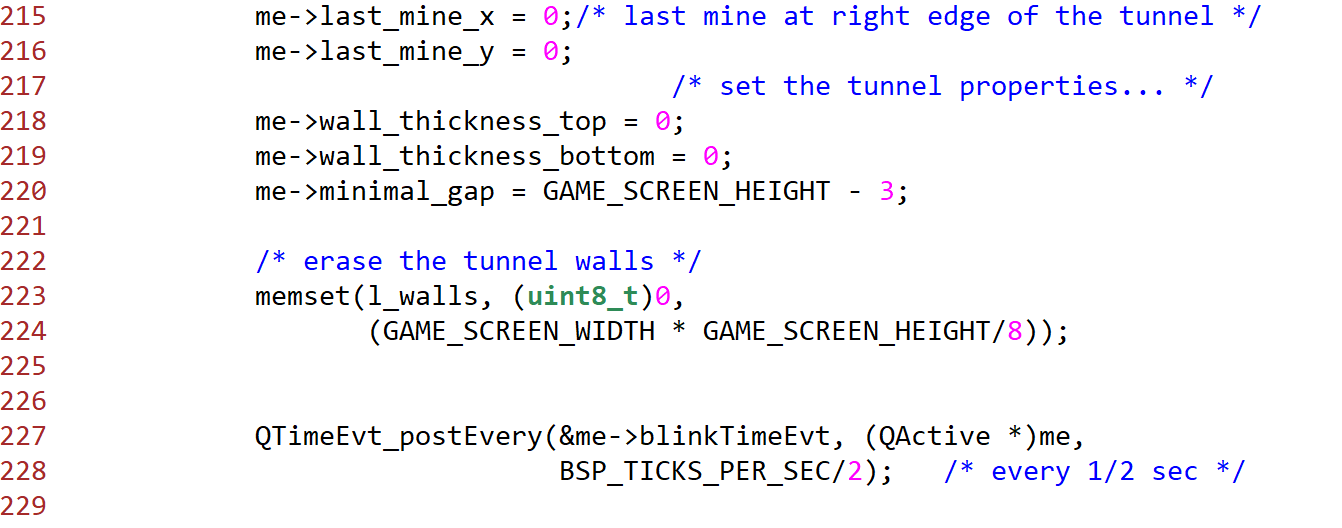 215             me->last_mine_x = 0;/* last mine at right edge of the tunnel */
216             me->last_mine_y = 0;
217                                       /* set the tunnel properties... */
218             me->wall_thickness_top = 0;
219             me->wall_thickness_bottom = 0;
220             me->minimal_gap = GAME_SCREEN_HEIGHT - 3;
221
222             /* erase the tunnel walls */
223             memset(l_walls, (uint8_t)0,
224                    (GAME_SCREEN_WIDTH * GAME_SCREEN_HEIGHT/8));
225
226
227             QTimeEvt_postEvery(&me->blinkTimeEvt, (QActive *)me,
228                                BSP_TICKS_PER_SEC/2);   /* every 1/2 sec */
229